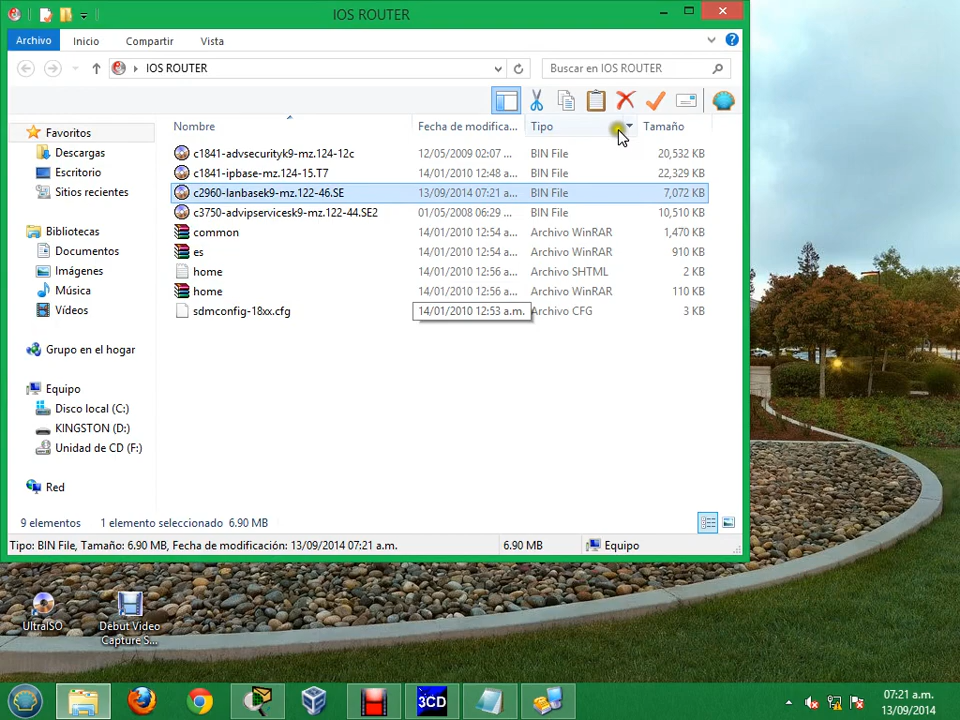 IOS ROUTER
Archivo Inicio Compartir Vista
IOS ROUTER Buscar en IOS ROUTER
Nombre Fecha de modifica... Tipo Tamaño
Favoritos
Descargas
Escritorio
Sitios recientes
Bibliotecas
Documentos
Imágenes
Música
Vídeos
Grupo en el hogar
Equipo
Disco local (C:)
KINGSTON (D:)
Unidad de CD (F:)
Red
c1841-advsecurityk9-mz.124-12c 12/05/2009 02:07 ... BIN File 20,532 KB
c1841-ipbase-mz.124-15.T7 14/01/2010 12:48 a.m... BIN File 22,329 KB
c2960-lanbasek9-mz.122-46.SE 13/09/2014 07:21 a... BIN File 7,072 KB
c3750-advipservicesk9-mz.122-44.SE2 01/05/2008 06:29 ... BIN File 10,510 KB
common 14/01/2010 12:54 a... Archivo WinRAR 1,470 KB
es 14/01/2010 12:54 a... Archivo WinRAR 910 KB
home 14/01/2010 12:56 a... Archivo SHTML 2 KB
home 14/01/2010 12:56 a... Archivo WinRAR 110 KB
sdmconfig-18xx.cfg 14/01/2010 12:53 a.m. Archivo CFG 3 KB
9 elementos 1 elemento seleccionado 6.90 MB
Tipo: BIN File, Tamaño: 6.90 MB, Fecha de modificación: 13/09/2014 07:21 a.m. 6.90 MB Equipo
UltraISO
Debut Video
Capture S...
3CD
07:21 a.m.
13/09/2014